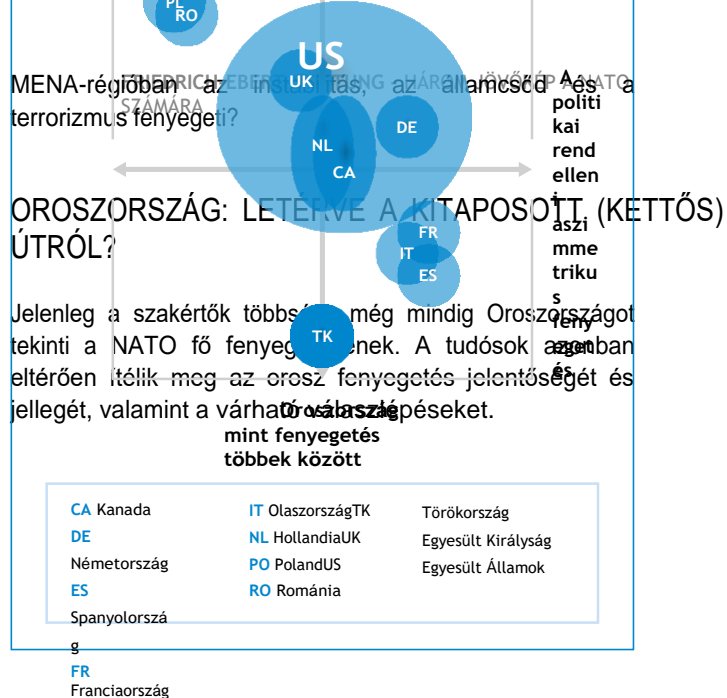 PL
RO
US
UK
FRIEDRICH-EBERT-STIFTUNG - HÁROM JÖVŐKÉP A NATO
SZÁMÁRA
MENA-régióban az instabilitás, az államcsőd és a
terrorizmus fenyegeti?
DE
NL
CA
A
politi
kai
rend
ellen
i
aszi
mme
triku
s
feny
eget
és
OROSZORSZÁG: LETÉRVE A KITAPOSOTT (KETTŐS)
ÚTRÓL?
FR
IT
ES
Jelenleg a szakértők többsége még mindig Oroszországot
TK
tekinti a NATO fő fenyegetésének. A tudósok azonban
eltérően ítélik meg az orosz fenyegetés jelentőségét és
jellegét, valamint a várható válaszlépéseket.
Oroszország
mint fenyegetés
többek között
CA Kanada
DE
Németország
ES
Spanyolorszá
g
FR
Franciaország
IT OlaszországTK
NL HollandiaUK
PO PolandUS
RO Románia
Törökország
Egyesült Királyság
Egyesült Államok